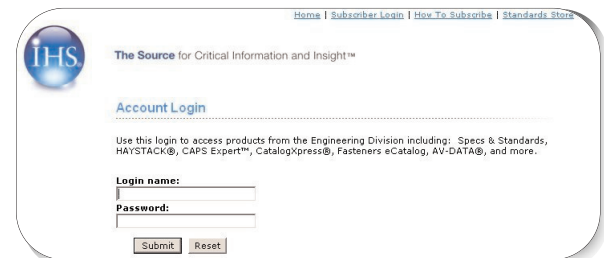 Home | Subscriber Login | How To Subscribe | Standards Store
IHS
The Source for Critical Information and Insight™
Account Login
Use this login to access products from the Engineering Division including: Specs & Standards,
HAYSTACK®, CAPS Expert™, CatalogXpress®, Fasteners eCatalog, AV-DATA®, and more.
Login name:
Password:
Submit Reset